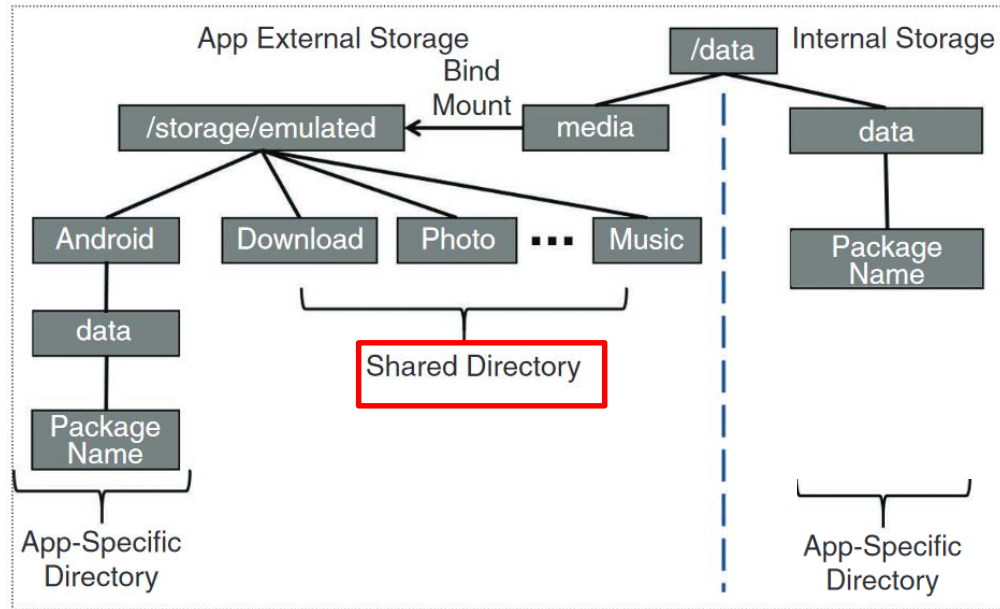 App External Storage
/data
Internal Storage
Bind
Mount
/storage/emulated
media
data
Android
Download
Photo
...
Music
Package
Name
data
Shared Directory
Package
Name
App-Specific
Directory
App-Specific
Directory